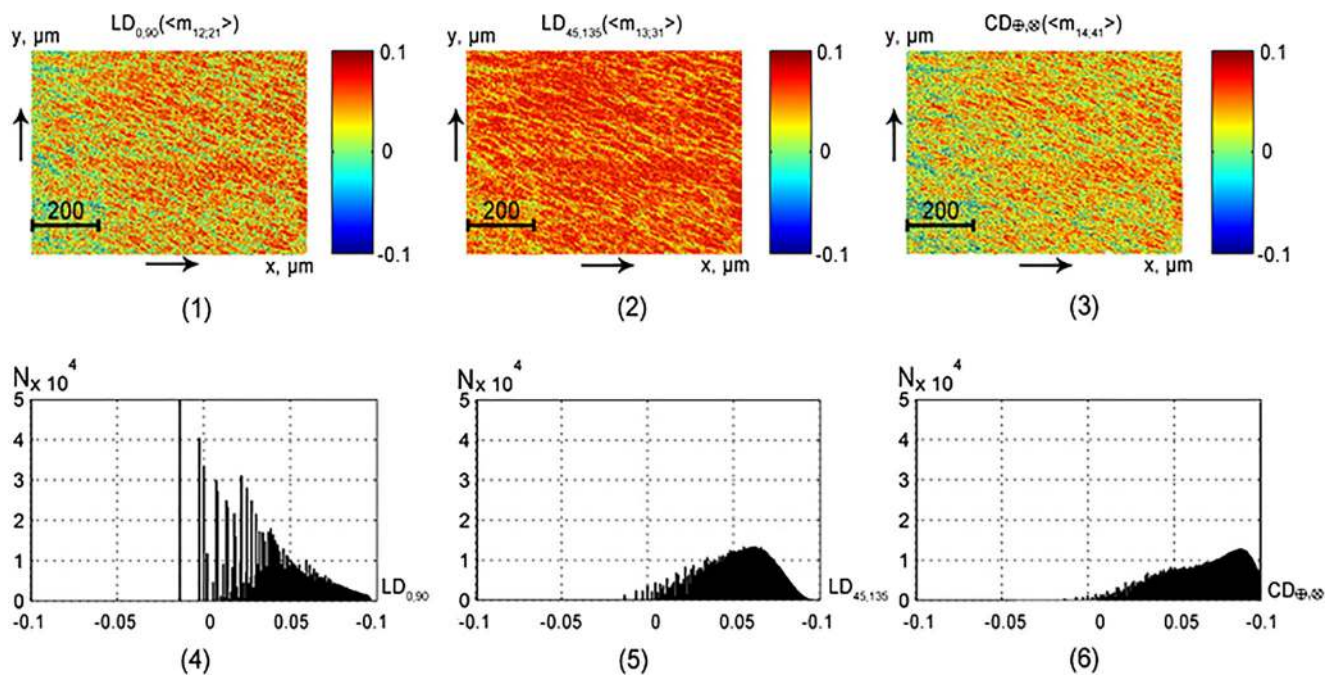 LD0,90(<m12;21>)
y, µm
0.1
0
-0.1
200
x, µm
(1)
LD45,135(<m13;31>)
y, µm
0.1
0
-0.1
200
x, µm
(2)
CD⊕,⊗(<m14;41>)
y, µm
0.1
0
-0.1
200
x, µm
(3)
N x 10^4
5
4
3
2
1
0
-0.1 -0.05 0 0.05 -0.1
LD0,90
(4)
N x 10^4
5
4
3
2
1
0
-0.1 -0.05 0 0.05 -0.1
LD45,135
(5)
N x 10^4
5
4
3
2
1
0
-0.1 -0.05 0 0.05 -0.1
CD⊕,⊗
(6)